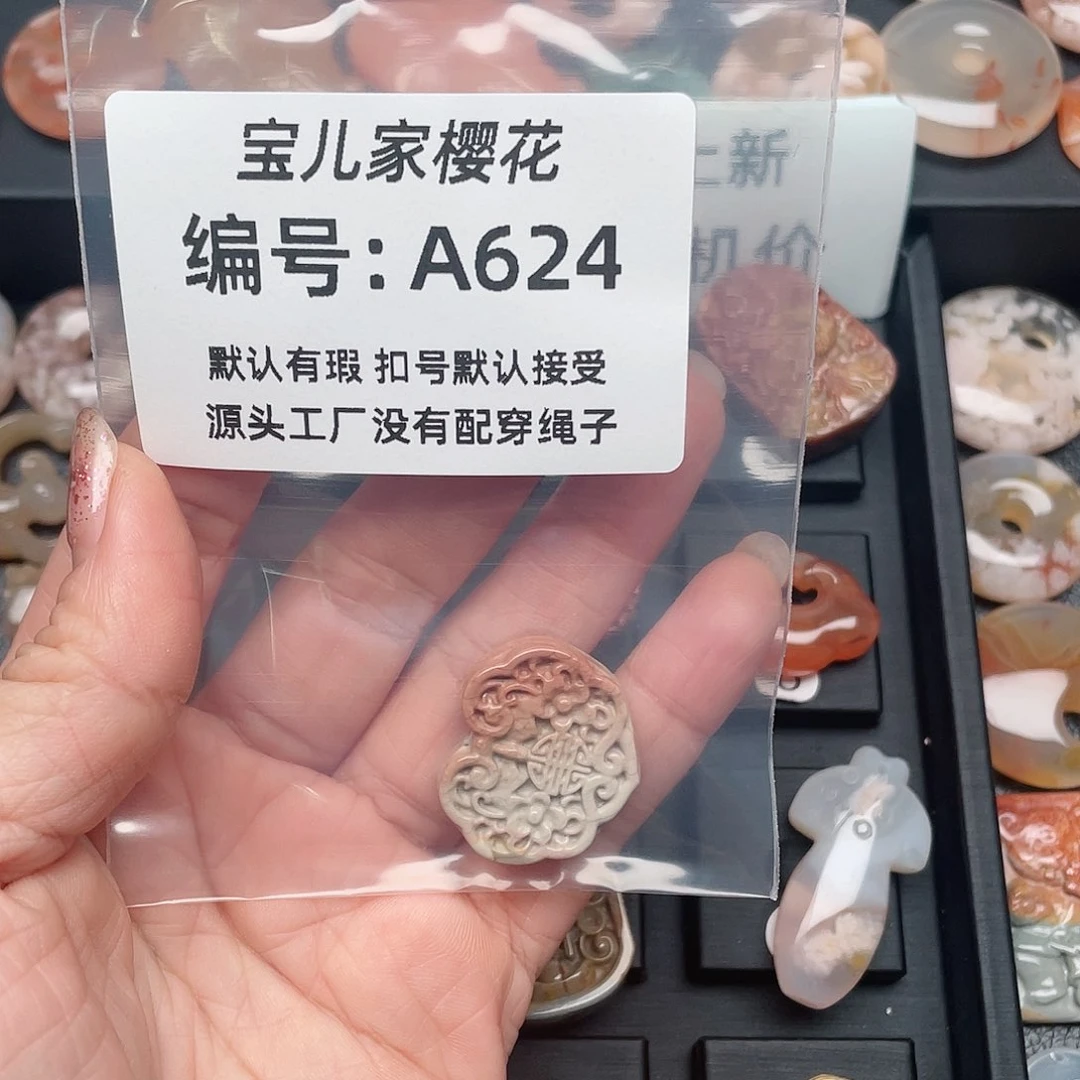 宝儿家樱花
编号:A624
默认有瑕 扣号默认接受
源头工厂没有配穿绳子
上新
机价